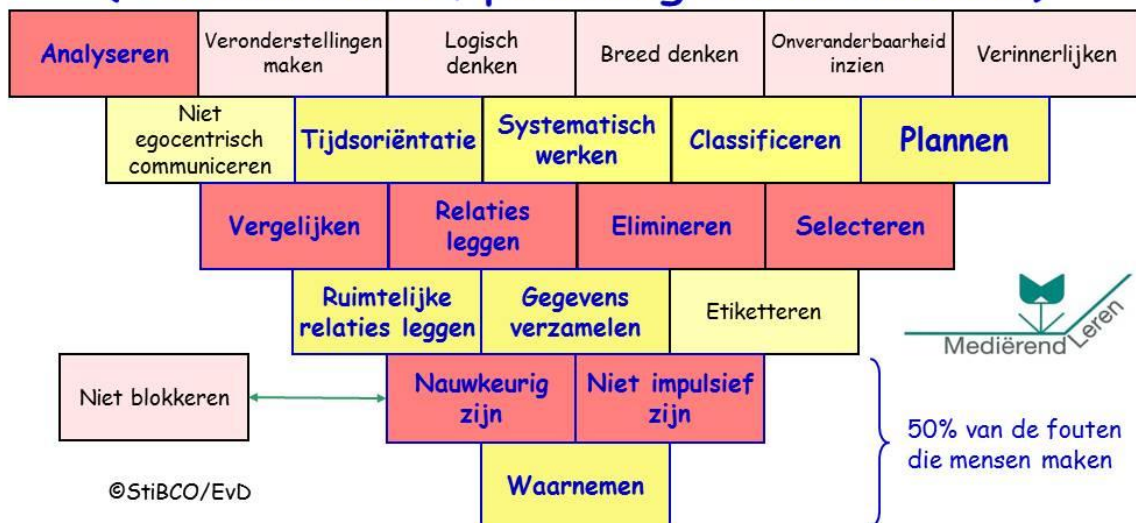 Analyseren
Veronderstellingen
maken
Logisch
denken
Breed denken
Onveranderbaarheid
inzien
Verinnerlijken
Niet
egocentrisch
communiceren
Tijdsoriëntatie
Systematisch
werken
Classificeren
Plannen
Vergelijken
Relaties
leggen
Elimineren
Selecteren
Ruimtelijke
relaties leggen
Gegevens
verzamelen
Etiketteren
Mediërend
Leren
Niet blokkeren
Nauwkeurig
zijn
Niet impulsief
zijn
50% van de fouten
die mensen maken
Waarnemen
©StiBCO/EvD